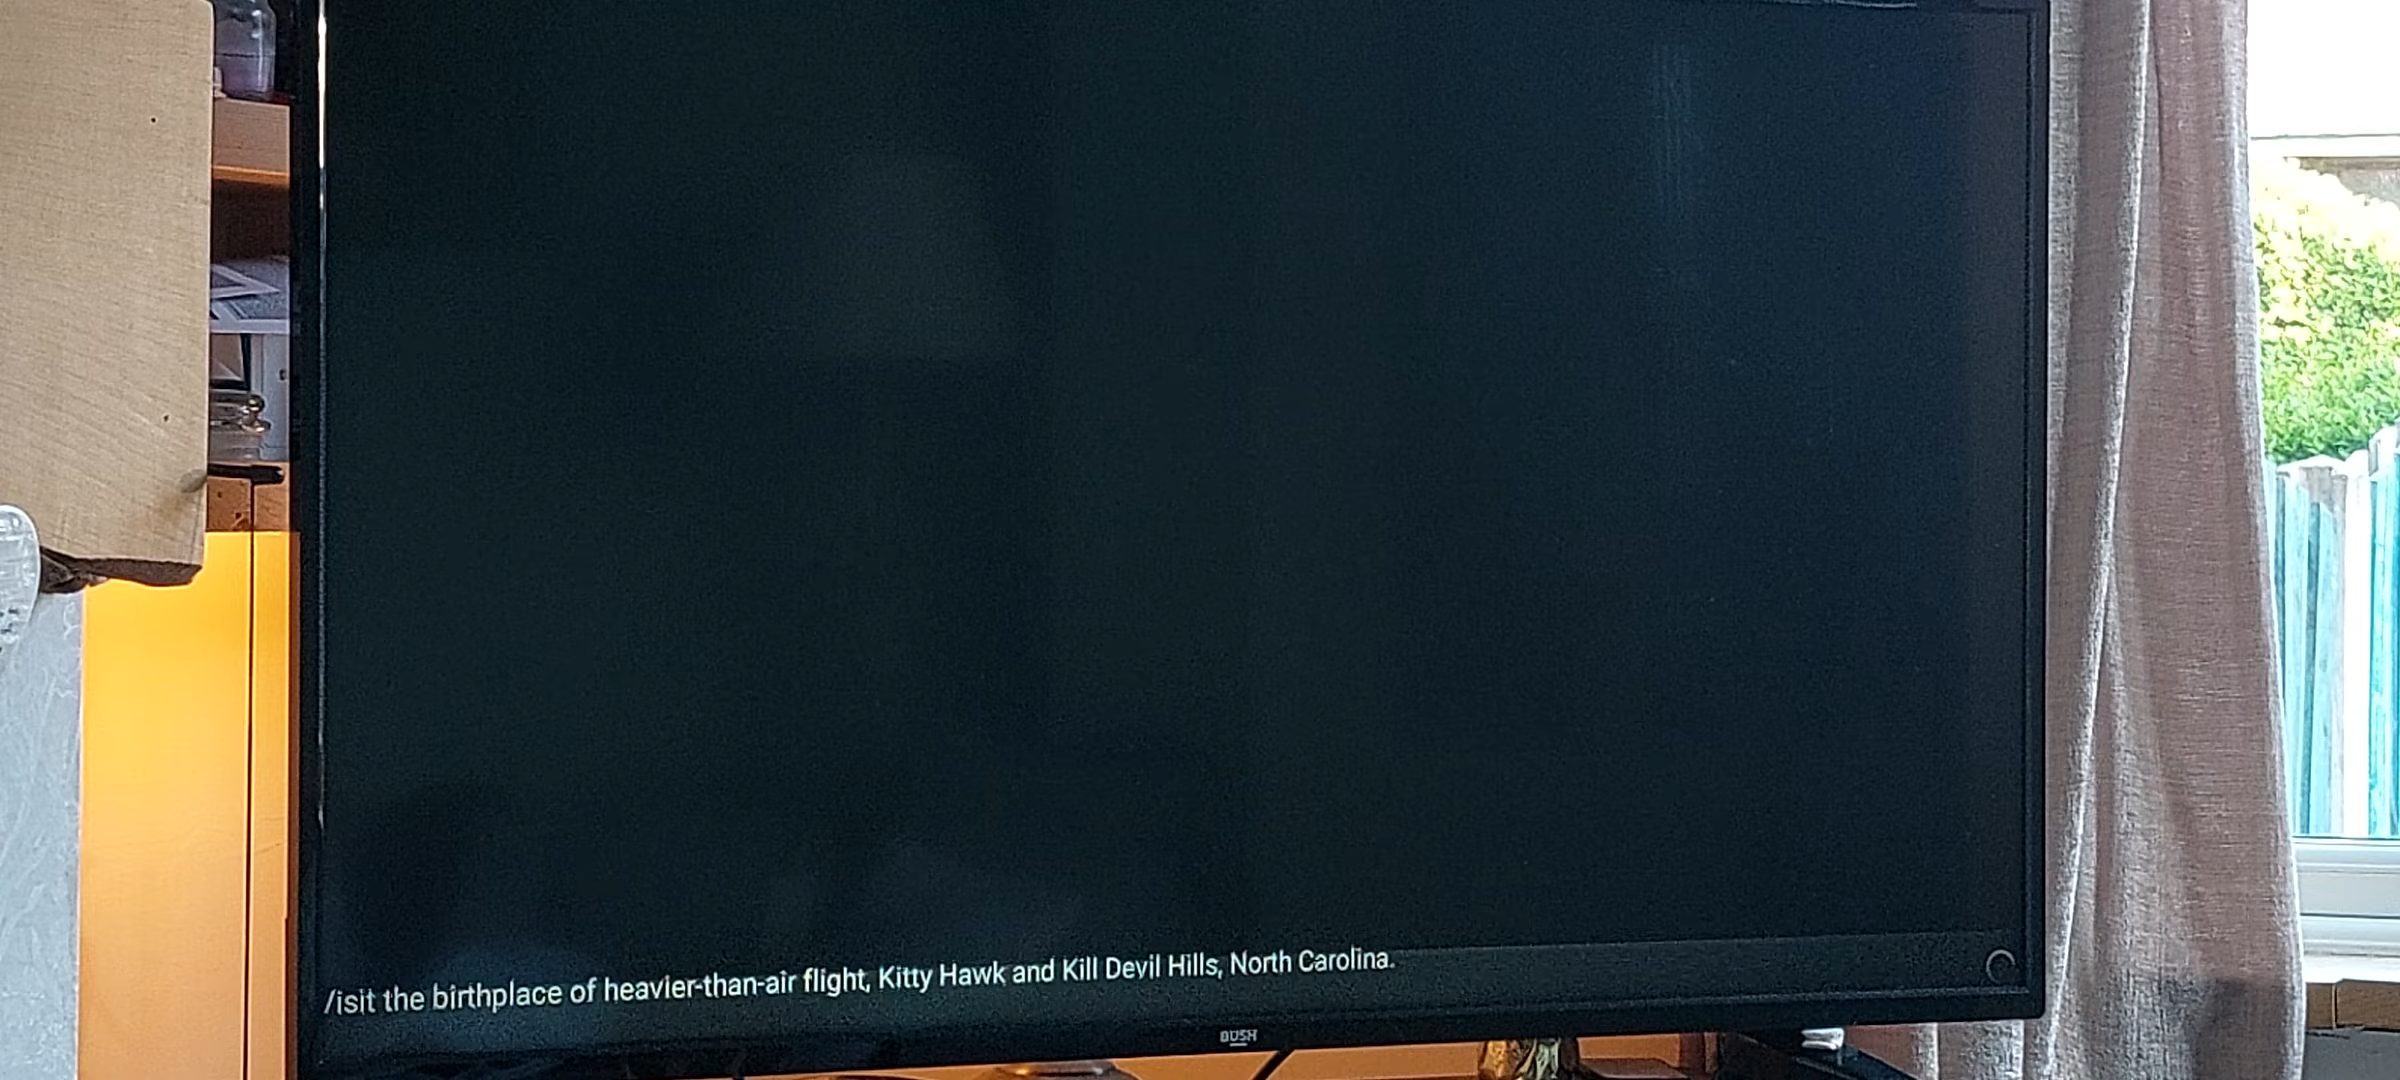 /isit the birthplace of heavier-than-air flight, Kitty Hawk and Kill Devil Hills, North Carolina.
BUSH